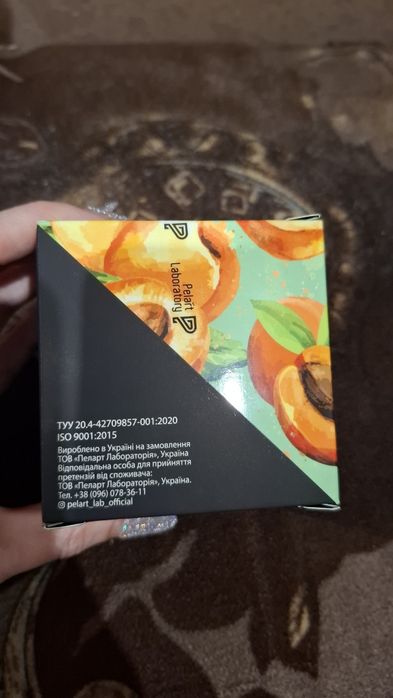 Pelart
Laboratory
ТУУ 20.4-42709857-001:2020
ISO 9001:2015
Вироблено в Україні на замовлення
ТОВ «Пеларт Лабораторія», Україна
Відповідальна особа для прийняття
претензій від споживача:
ТОВ «Пеларт Лабораторія», Україна.
Тел. +38 (096) 078-36-11
pelart_lab_official